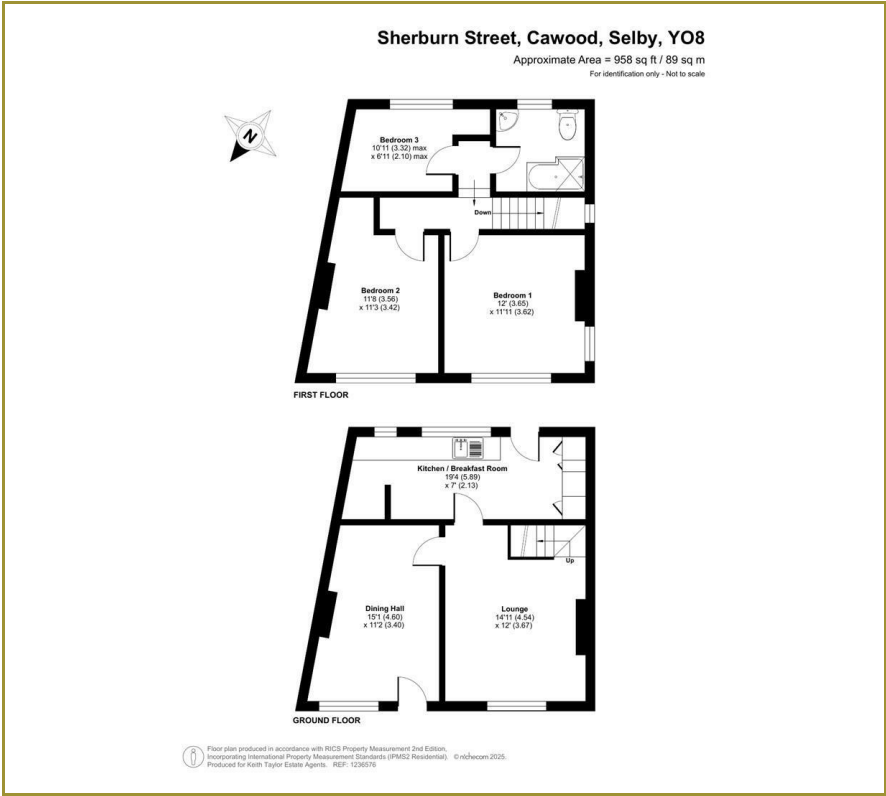 Sherburn Street, Cawood, Selby, YO8
Approximate Area = 958 sq ft / 89 sq m
For identification only - Not to scale
N
Bedroom 3
10'11 (3.32) max
x 6'11 (2.10) max
Down
Bedroom 2
11'8 (3.56)
x 11'3 (3.42)
Bedroom 1
12' (3.65)
x 11'11 (3.62)
FIRST FLOOR
Kitchen / Breakfast Room
19'4 (5.89)
x 7' (2.13)
Up
Dining Hall
15'1 (4.60)
x 11'2 (3.40)
Lounge
14'11 (4.54)
x 12' (3.67)
GROUND FLOOR
Floor plan produced in accordance with RICS Property Measurement 2nd Edition,
Incorporating International Property Measurement Standards (IPMS2 Residential). © nichecom 2025.
Produced for Keith Taylor Estate Agents. REF: 1236576